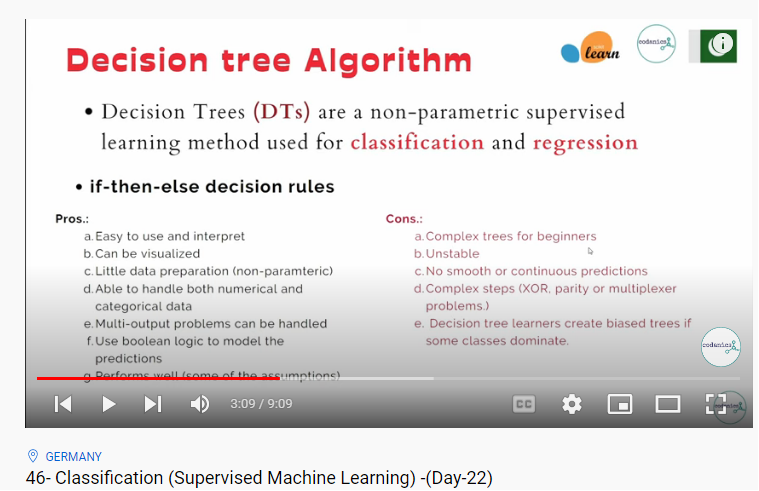 Decision tree Algorithm
learn
codanics
i
• Decision Trees (DTs) are a non-parametric supervised
learning method used for classification and regression
• if-then-else decision rules
Pros.:
a. Easy to use and interpret
b. Can be visualized
c. Little data preparation (non-paramteric)
d. Able to handle both numerical and
categorical data
e. Multi-output problems can be handled
f. Use boolean logic to model the
predictions
g. Performs well (some of the assumptions)
Cons.:
a. Complex trees for beginners
b. Unstable
c. No smooth or continuous predictions
d. Complex steps (XOR, parity or multiplexer
problems.)
e. Decision tree learners create biased trees if
some classes dominate.
codanics
3:09 / 9:09
CC
GERMANY
46- Classification (Supervised Machine Learning) -(Day-22)